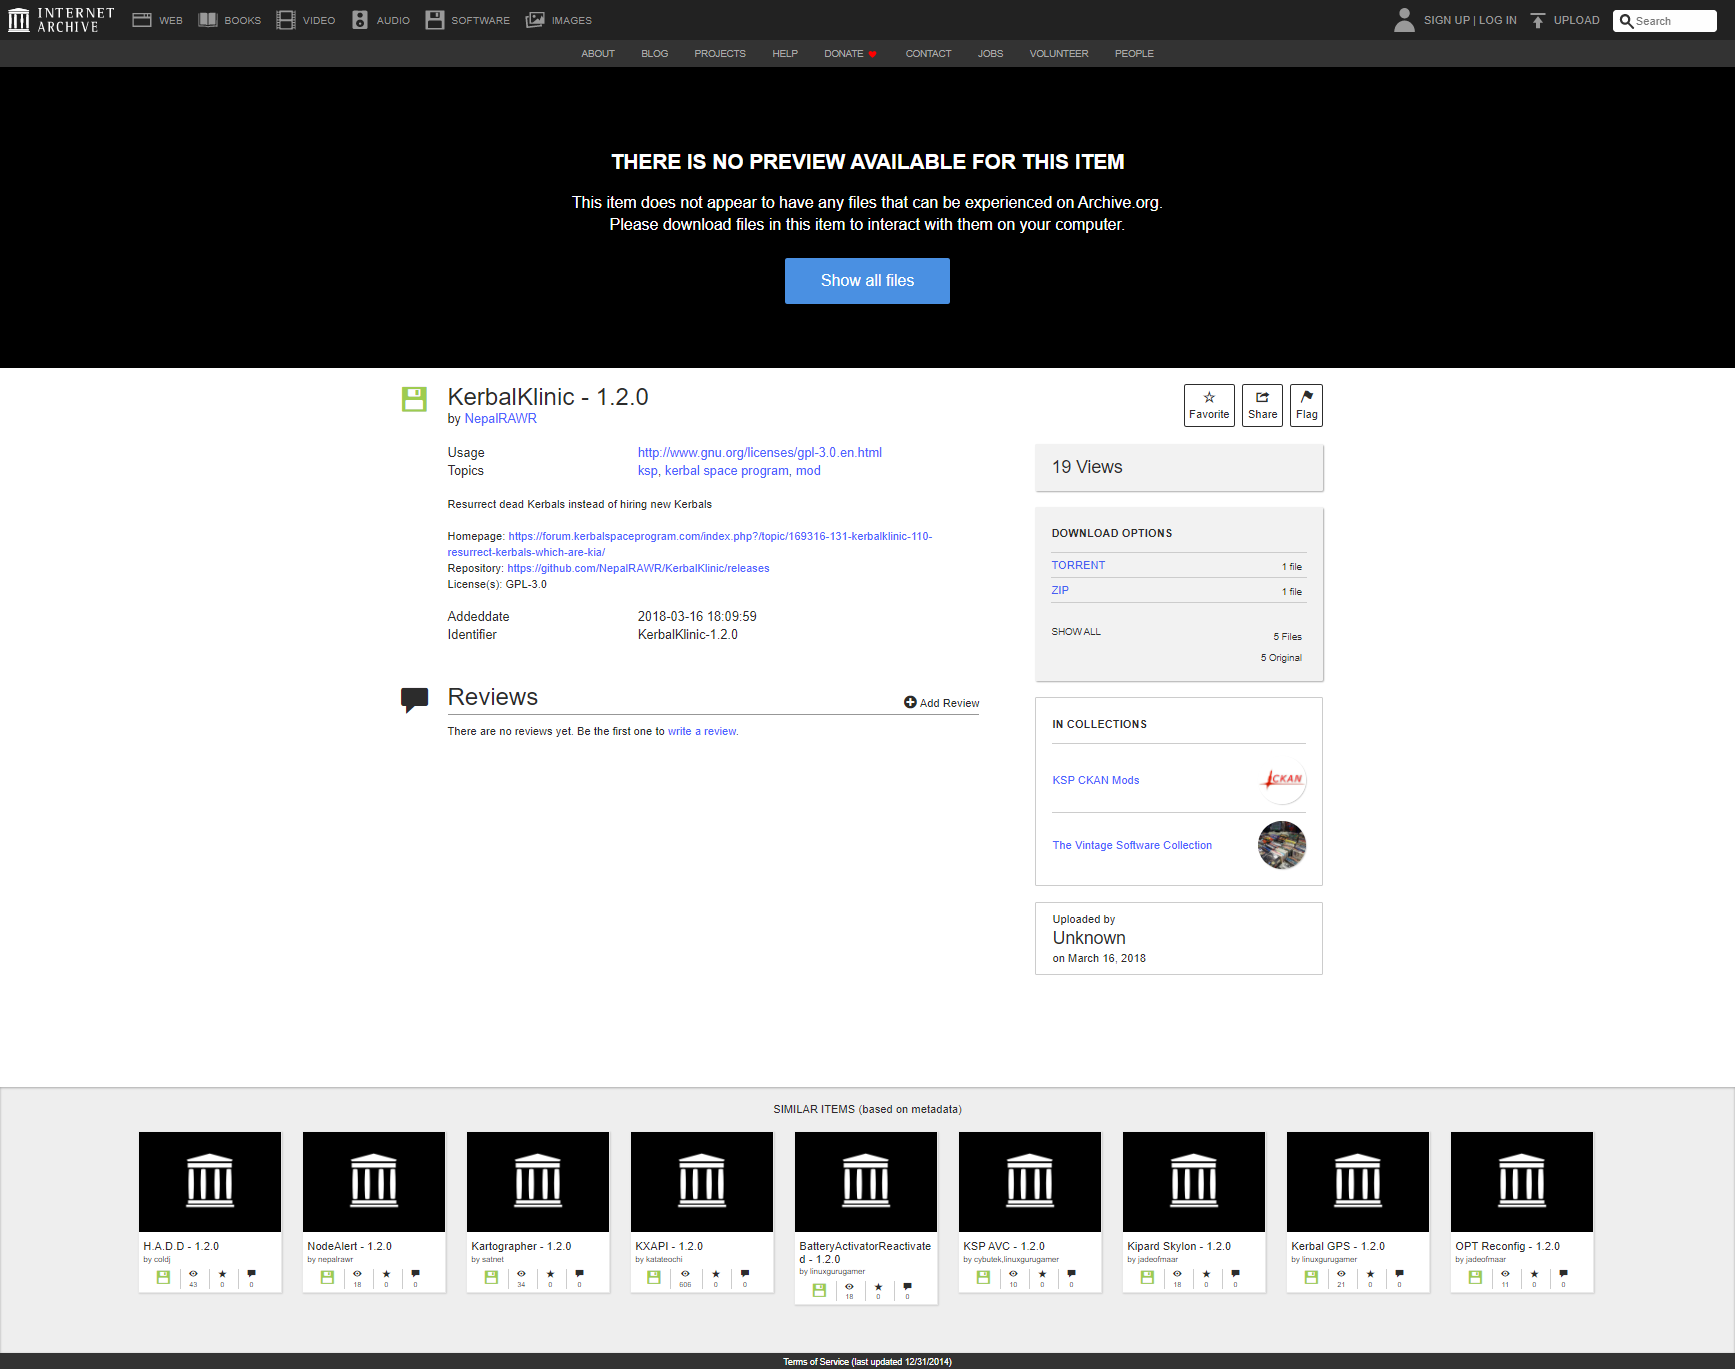 INTERNET ARCHIVE
WEB BOOKS VIDEO AUDIO SOFTWARE IMAGES SIGN UP | LOG IN UPLOAD Search
ABOUT BLOG PROJECTS HELP DONATE CONTACT JOBS VOLUNTEER PEOPLE
THERE IS NO PREVIEW AVAILABLE FOR THIS ITEM
This item does not appear to have any files that can be experienced on Archive.org.
Please download files in this item to interact with them on your computer.
Show all files
KerbalKlinic - 1.2.0
by NepalRAWR
Favorite Share Flag
Usage http://www.gnu.org/licenses/gpl-3.0.en.html
Topics ksp, kerbal space program, mod
Resurrect dead Kerbals instead of hiring new Kerbals
Homepage: https://forum.kerbalspaceprogram.com/index.php?/topic/169316-131-kerbalklinic-110-
resurrect-kerbals-which-are-kia/
Repository: https://github.com/NepalRAWR/KerbalKlinic/releases
License(s): GPL-3.0
Addeddate 2018-03-16 18:09:59
Identifier KerbalKlinic-1.2.0
Reviews
Add Review
There are no reviews yet. Be the first one to write a review.
19 Views
DOWNLOAD OPTIONS
TORRENT 1 file
ZIP 1 file
SHOW ALL 5 Files
5 Original
IN COLLECTIONS
KSP CKAN Mods
CKAN
The Vintage Software Collection
Uploaded by
Unknown
on March 16, 2018
SIMILAR ITEMS (based on metadata)
H.A.D.D - 1.2.0
by coldj
43 0 0
NodeAlert - 1.2.0
by nepalrawr
18 0 0
Kartographer - 1.2.0
by satnet
34 0 0
KXAPI - 1.2.0
by katateochi
606 0 0
BatteryActivatorReactivate
d - 1.2.0
by linuxgurugamer
18 0 0
KSP AVC - 1.2.0
by cybutek,linuxgurugamer
10 0 0
Kipard Skylon - 1.2.0
by jadeofmaar
18 0 0
Kerbal GPS - 1.2.0
by linuxgurugamer
21 0 0
OPT Reconfig - 1.2.0
by jadeofmaar
11 0 0
Terms of Service (last updated 12/31/2014)